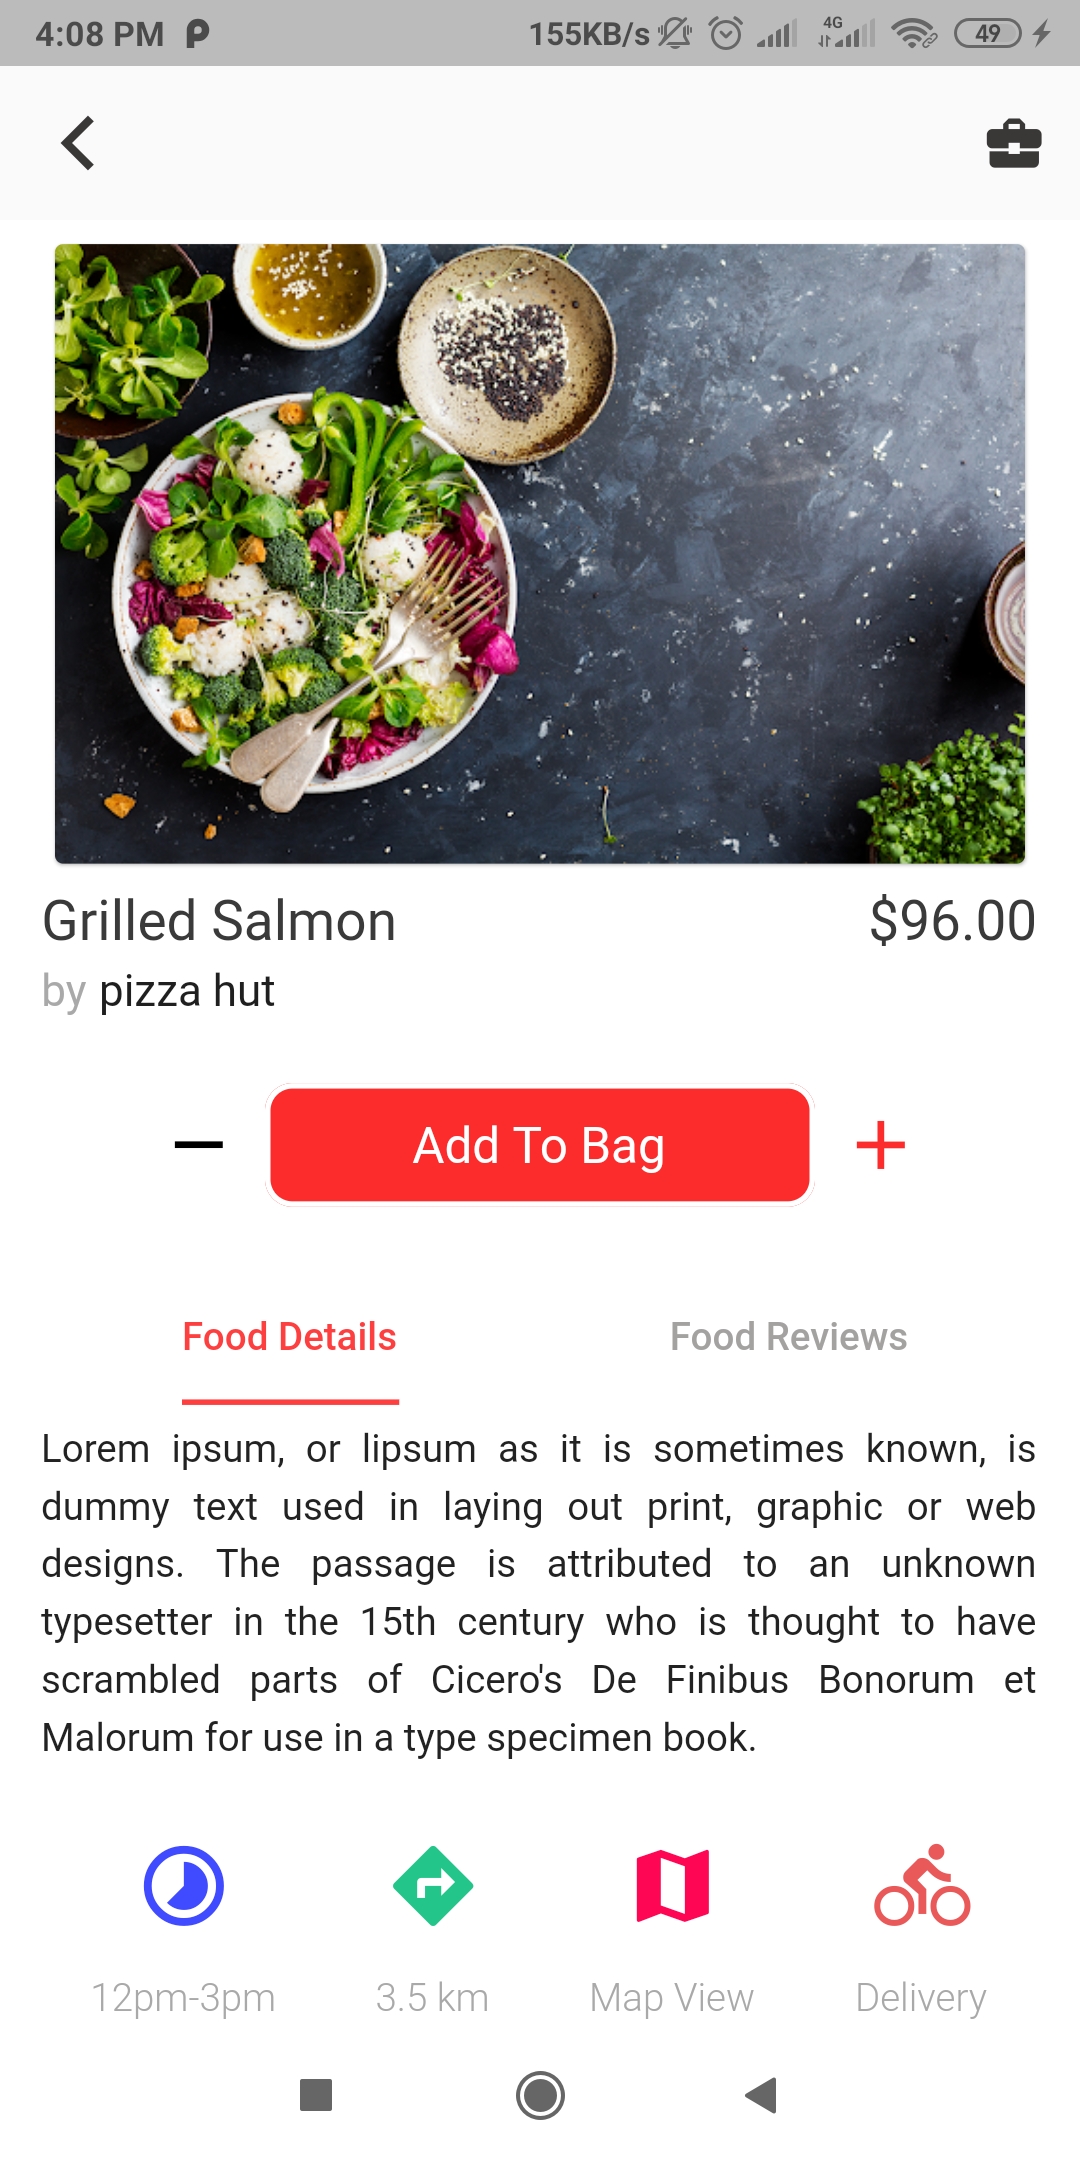 4:08 PM 155KB/s 4G 49
Grilled Salmon $96.00
by pizza hut
Add To Bag
Food Details Food Reviews
Lorem ipsum, or lipsum as it is sometimes known, is
dummy text used in laying out print, graphic or web
designs. The passage is attributed to an unknown
typesetter in the 15th century who is thought to have
scrambled parts of Cicero's De Finibus Bonorum et
Malorum for use in a type specimen book.
12pm-3pm 3.5 km Map View Delivery